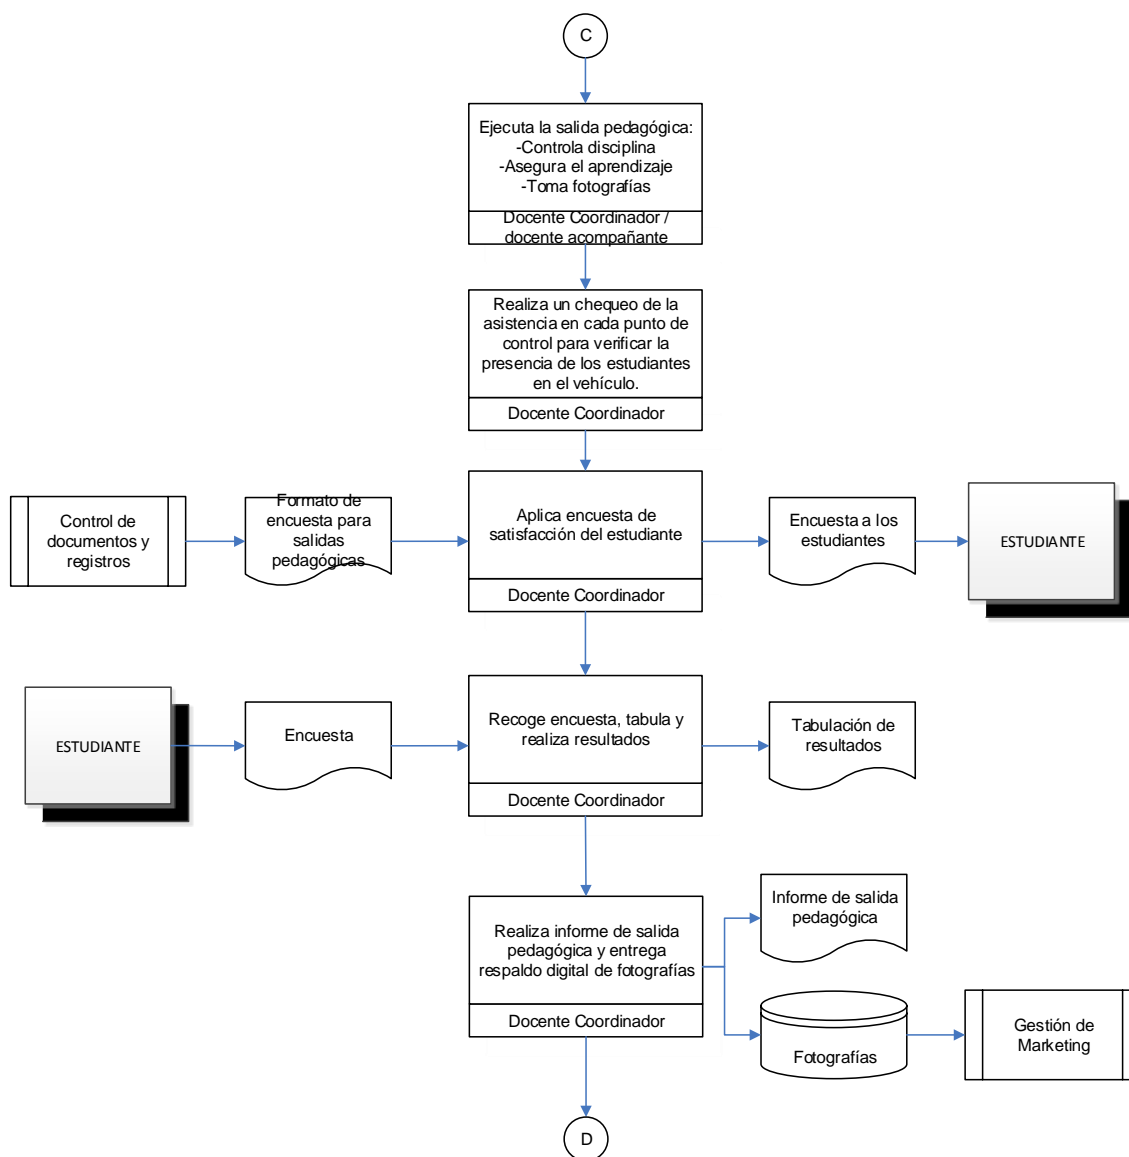 C
Ejecuta la salida pedagógica:
-Controla disciplina
-Asegura el aprendizaje
-Toma fotografías
Docente Coordinador /
docente acompañante
Realiza un chequeo de la
asistencia en cada punto de
control para verificar la
presencia de los estudiantes
en el vehículo.
Docente Coordinador
Control de
documentos y
registros
Formato de
encuesta para
salidas
pedagógicas
Aplica encuesta de
satisfacción del estudiante
Docente Coordinador
Encuesta a los
estudiantes
ESTUDIANTE
ESTUDIANTE
Encuesta
Recoge encuesta, tabula y
realiza resultados
Docente Coordinador
Tabulación de
resultados
Realiza informe de salida
pedagógica y entrega
respaldo digital de fotografías
Docente Coordinador
Informe de salida
pedagógica
Fotografías
Gestión de
Marketing
D